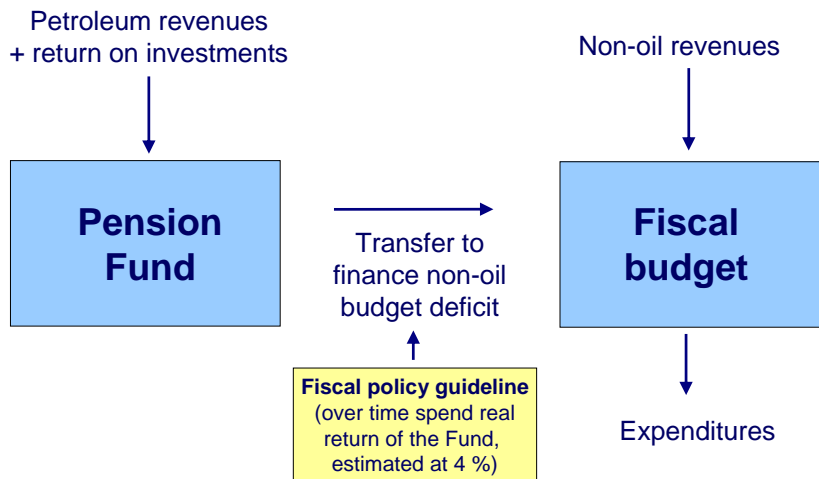 Petroleum revenues
+ return on investments
Non-oil revenues
Pension
Fund
Transfer to
finance non-oil
budget deficit
Fiscal
budget
Fiscal policy guideline
(over time spend real
return of the Fund,
estimated at 4 %)
Expenditures